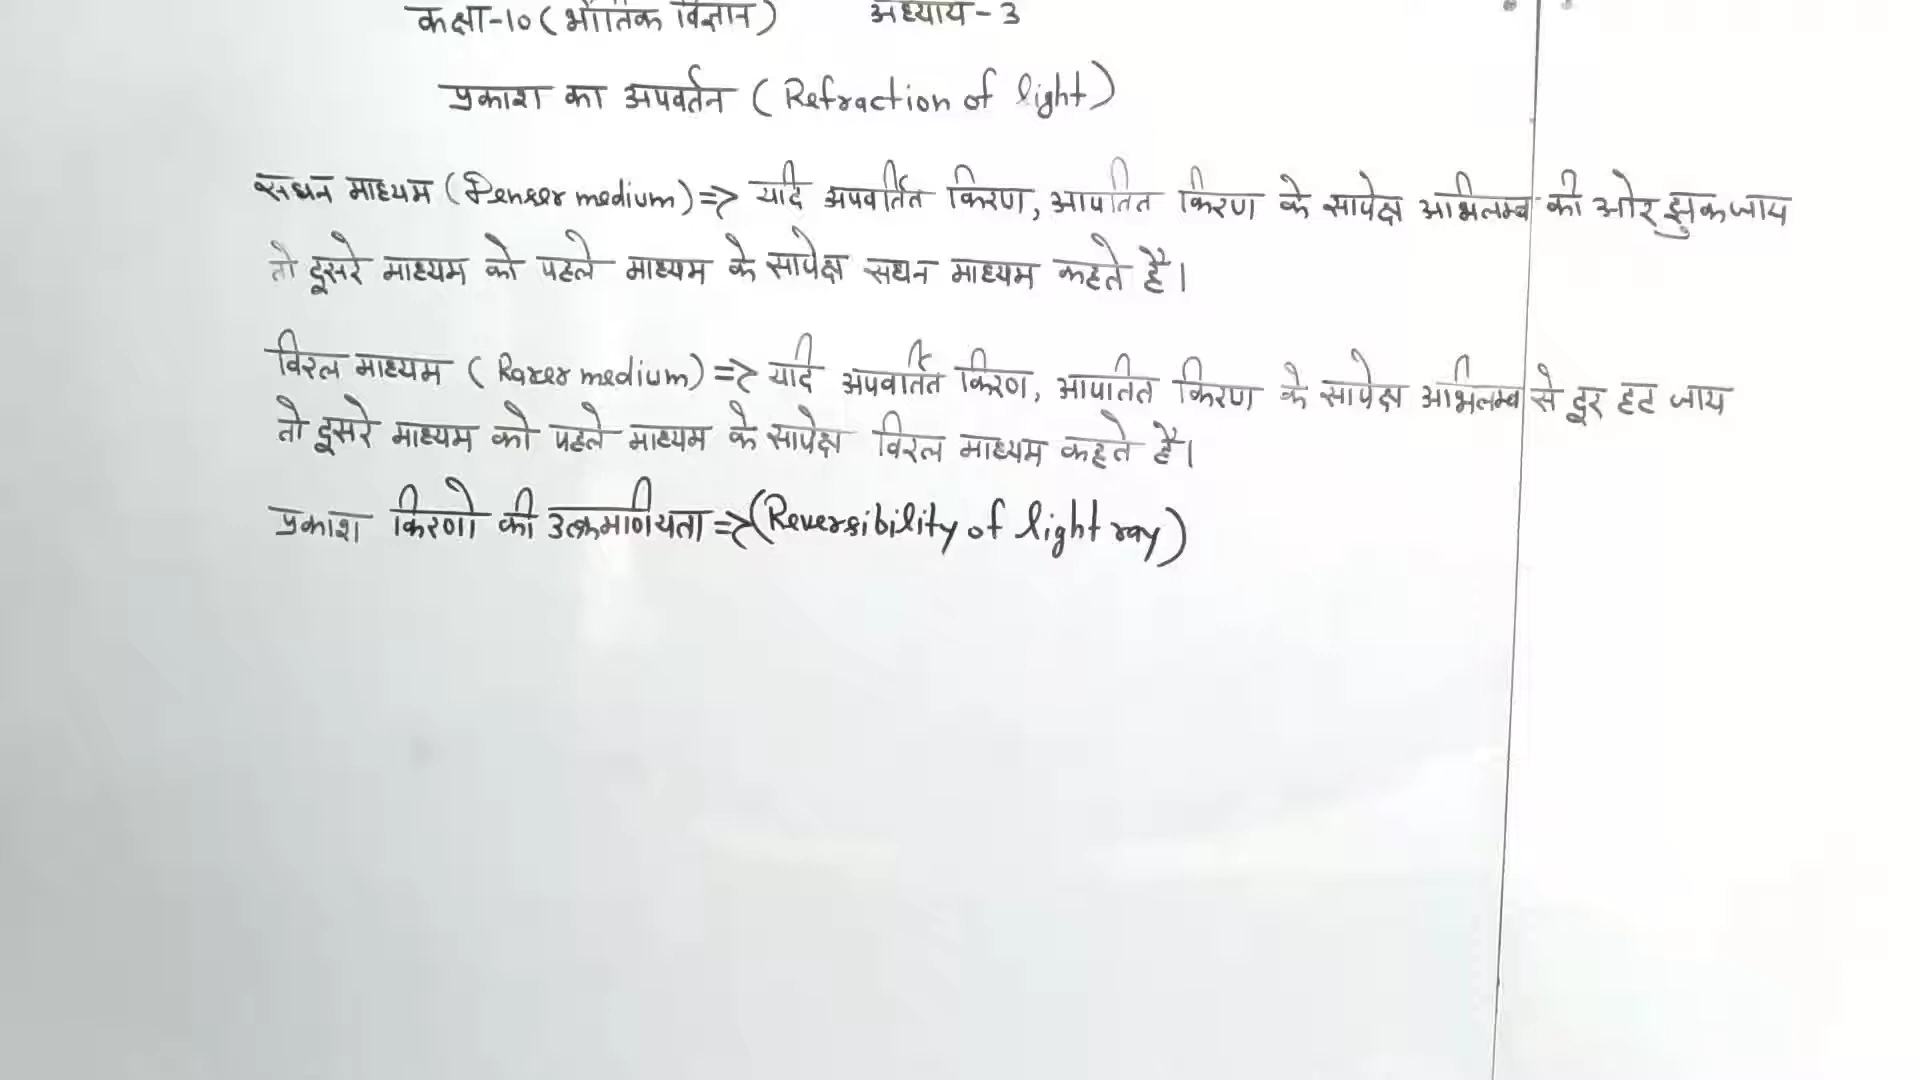 कक्षा-10 (भौतिक विज्ञान) अध्याय-3
प्रकाश का अपवर्तन (Refraction of light)
सघन माध्यम (Denser medium) => यदि अपवर्तित किरण, आपतित किरण के सापेक्ष अभिलम्ब की ओर झुक जाय
तो दूसरे माध्यम को पहले माध्यम के सापेक्ष सघन माध्यम कहते है।
विरल माध्यम (Rarer medium) => यदि अपवर्तित किरण, आपतित किरण के सापेक्ष अभिलम्ब से दूर हट जाय
तो दूसरे माध्यम को पहले माध्यम के सापेक्ष विरल माध्यम कहते है।
प्रकाश किरणो की उत्क्रमणियता => (Reversibility of light ray)